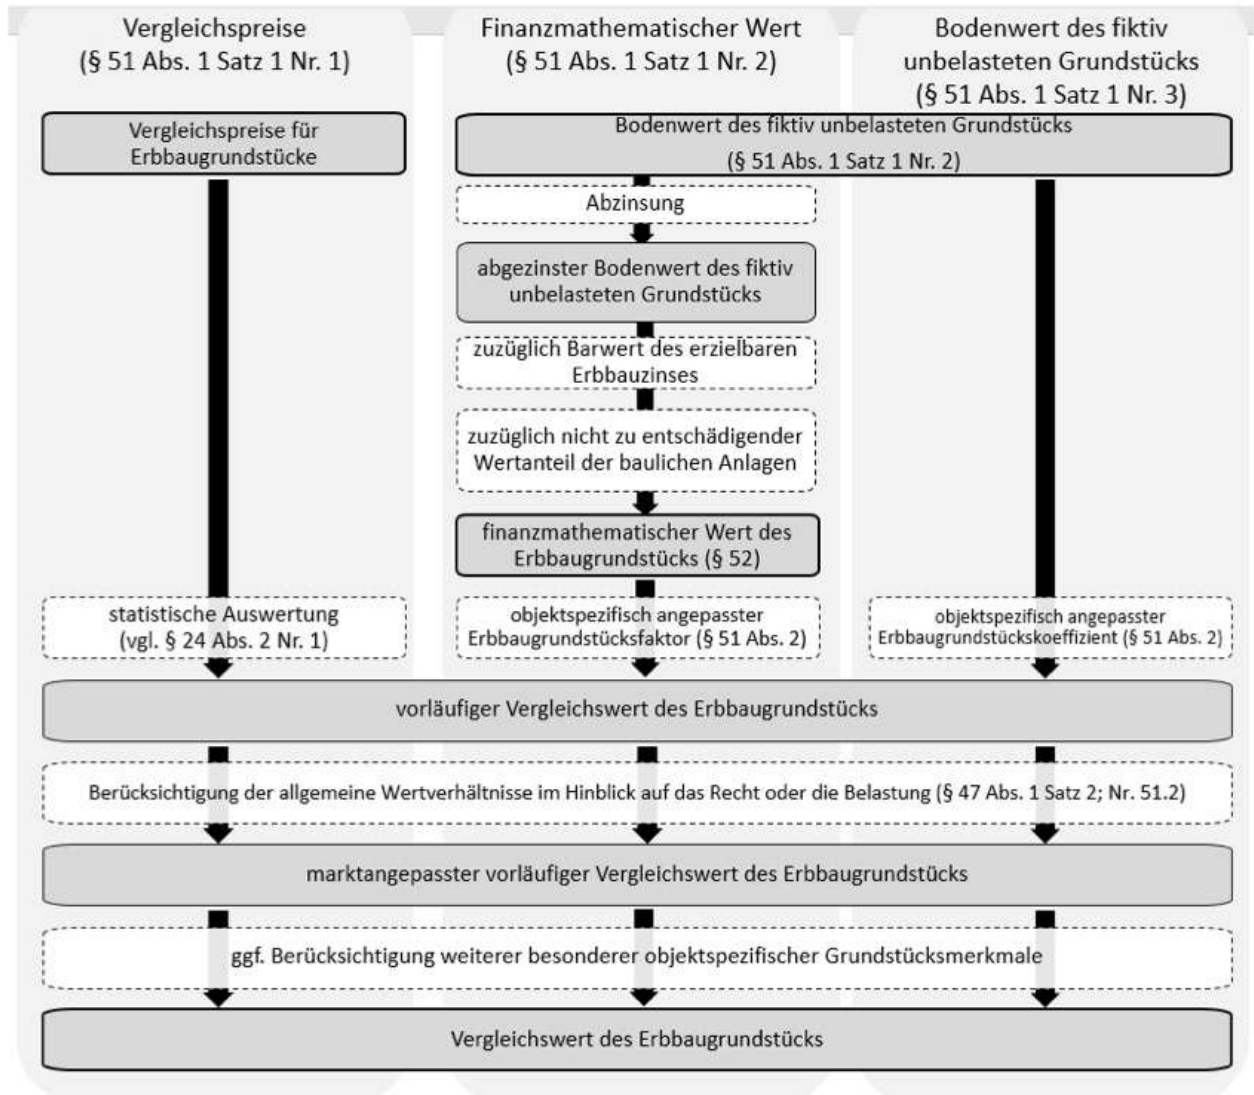 Vergleichspreise
(§ 51 Abs. 1 Satz 1 Nr. 1)
Finanzmathematischer Wert
(§ 51 Abs. 1 Satz 1 Nr. 2)
Bodenwert des fiktiv
unbelasteten Grundstücks
(§ 51 Abs. 1 Satz 1 Nr. 3)
Vergleichspreise für
Erbbaugrundstücke
Bodenwert des fiktiv unbelasteten Grundstücks
(§ 51 Abs. 1 Satz 1 Nr. 2)
Abzinsung
abgezinster Bodenwert des fiktiv
unbelasteten Grundstücks
zuzüglich Barwert des erzielbaren
Erbbauzinses
zuzüglich nicht zu entschädigender
Wertanteil der baulichen Anlagen
finanzmathematischer Wert des
Erbbaugrundstücks (§ 52)
statistische Auswertung
(vgl. § 24 Abs. 2 Nr. 1)
objektspezifisch angepasster
Erbbaugrundstücksfaktor (§ 51 Abs. 2)
objektspezifisch angepasster
Erbbaugrundstückskoeffizient (§ 51 Abs. 2)
vorläufiger Vergleichswert des Erbbaugrundstücks
Berücksichtigung der allgemeine Wertverhältnisse im Hinblick auf das Recht oder die Belastung (§ 47 Abs. 1 Satz 2; Nr. 51.2)
marktangepasster vorläufiger Vergleichswert des Erbbaugrundstücks
ggf. Berücksichtigung weiterer besonderer objektspezifischer Grundstücksmerkmale
Vergleichswert des Erbbaugrundstücks